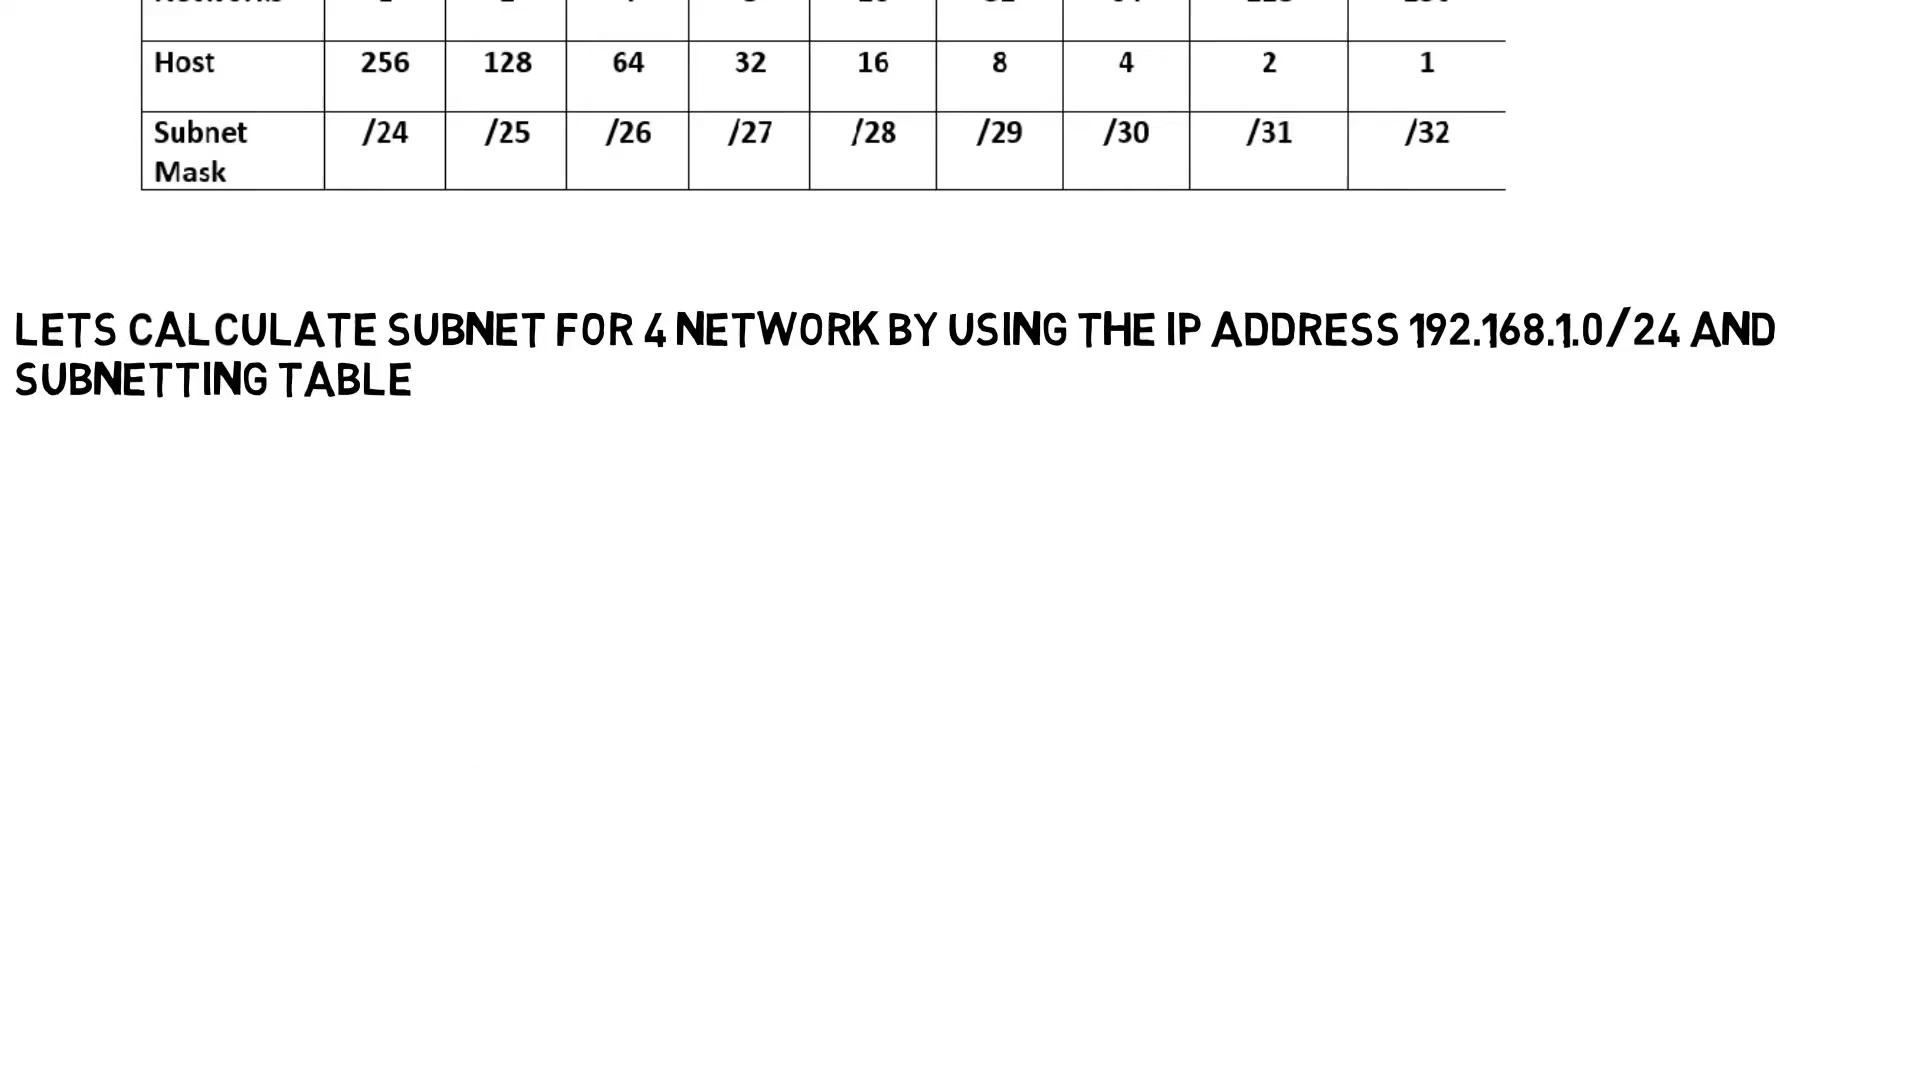 Host 256 128 64 32 16 8 4 2 1
Subnet Mask /24 /25 /26 /27 /28 /29 /30 /31 /32
LETS CALCULATE SUBNET FOR 4 NETWORK BY USING THE IP ADDRESS 192.168.1.0/24 AND
SUBNETTING TABLE